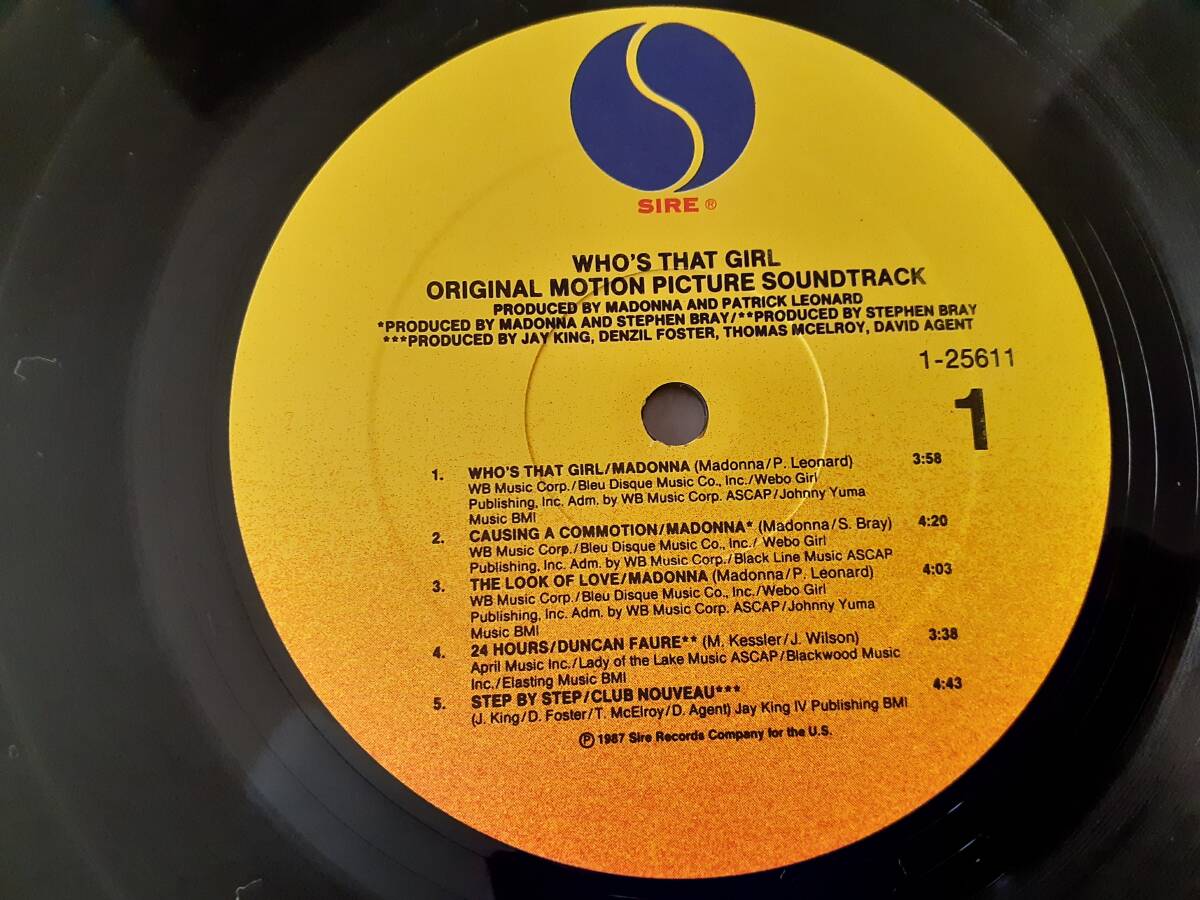 SIRE ®
WHO'S THAT GIRL
ORIGINAL MOTION PICTURE SOUNDTRACK
PRODUCED BY MADONNA AND PATRICK LEONARD
*PRODUCED BY MADONNA AND STEPHEN BRAY/**PRODUCED BY STEPHEN BRAY
***PRODUCED BY JAY KING, DENZIL FOSTER, THOMAS MCELROY, DAVID AGENT
1-25611
1
1. WHO'S THAT GIRL/MADONNA (Madonna/P. Leonard) 3:58
WB Music Corp./Bleu Disque Music Co., Inc./Webo Girl
Publishing, Inc. Adm. by WB Music Corp. ASCAP/Johnny Yuma
Music BMI
2. CAUSING A COMMOTION/MADONNA* (Madonna/S. Bray) 4:20
WB Music Corp./Bleu Disque Music Co., Inc./ Webo Girl
Publishing, Inc. Adm. by WB Music Corp./Black Line Music ASCAP
3. THE LOOK OF LOVE/MADONNA (Madonna/P. Leonard) 4:03
WB Music Corp./Bleu Disque Music Co., Inc./Webo Girl
Publishing, Inc. Adm. by WB Music Corp. ASCAP/Johnny Yuma
Music BMI
4. 24 HOURS/DUNCAN FAURE** (M. Kessler/J. Wilson) 3:38
April Music Inc./Lady of the Lake Music ASCAP/Blackwood Music
Inc./Elasting Music BMI
5. STEP BY STEP/CLUB NOUVEAU*** 4:43
(J. King/D. Foster/T. McElroy/D. Agent) Jay King IV Publishing BMI
℗ 1987 Sire Records Company for the U.S.